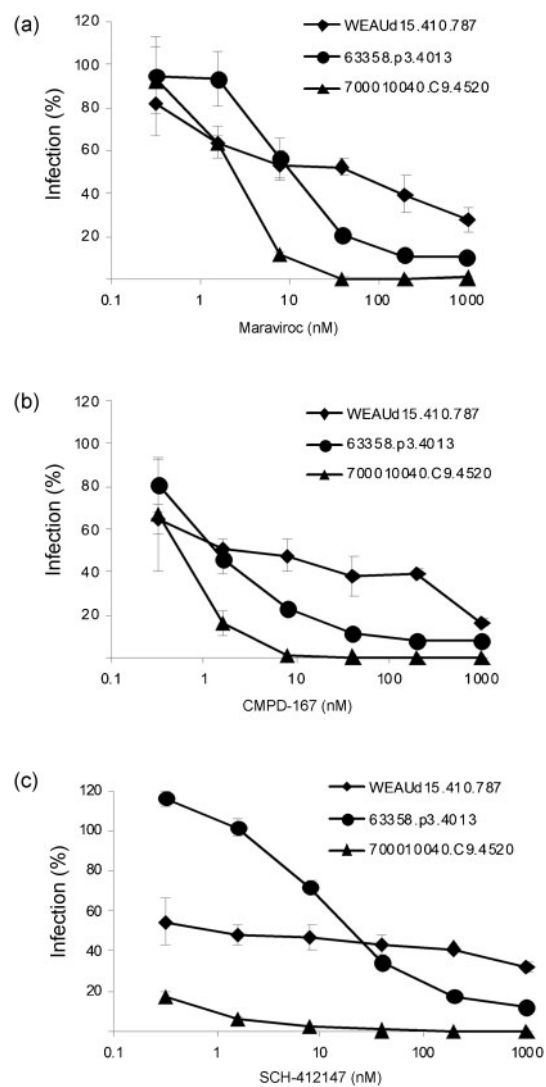 (a)
WEAUd15.410.787
63358.p3.4013
700010040.C9.4520
Infection (%)
120
100
80
60
40
20
0.1 1 10 100 1000
Maraviroc (nM)
(b)
WEAUd15.410.787
63358.p3.4013
700010040.C9.4520
Infection (%)
120
100
80
60
40
20
0.1 1 10 100 1000
CMPD-167 (nM)
(c)
WEAUd15.410.787
63358.p3.4013
700010040.C9.4520
Infection (%)
120
100
80
60
40
20
0.1 1 10 100 1000
SCH-412147 (nM)